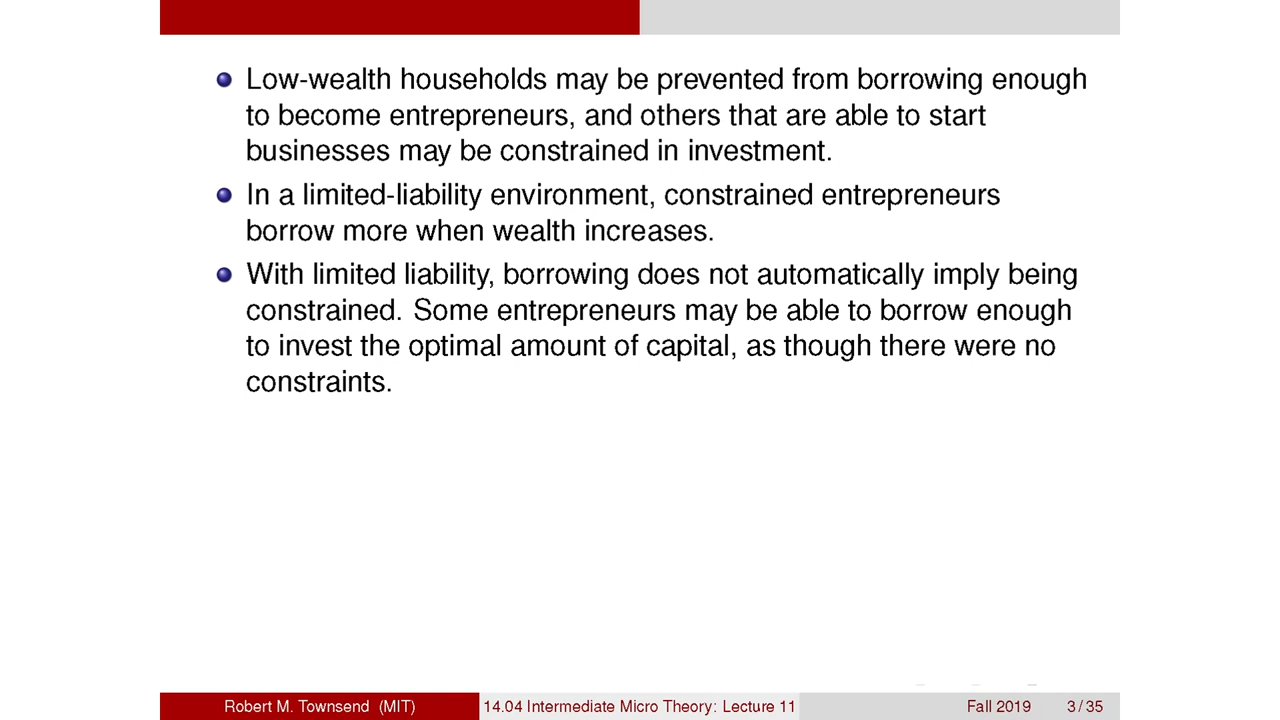 Low-wealth households may be prevented from borrowing enough
to become entrepreneurs, and others that are able to start
businesses may be constrained in investment.
In a limited-liability environment, constrained entrepreneurs
borrow more when wealth increases.
With limited liability, borrowing does not automatically imply being
constrained. Some entrepreneurs may be able to borrow enough
to invest the optimal amount of capital, as though there were no
constraints.
Robert M. Townsend (MIT) 14.04 Intermediate Micro Theory: Lecture 11 Fall 2019 3 / 35